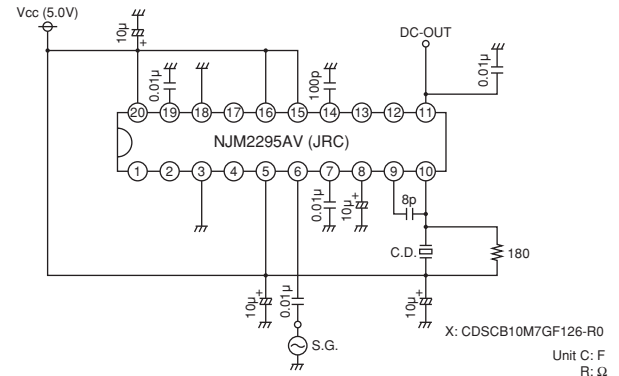 Vcc (5.0V)
10μ
+
DC-OUT
0.01μ
100p
0.01μ
20 19 18 17 16 15 14 13 12 11
NJM2295AV (JRC)
1 2 3 4 5 6 7 8 9 10
0.01μ
10μ
+
8p
C.D.
180
10μ
+
0.01μ
10μ
+
S.G.
X: CDSCB10M7GF126-R0
Unit C: F
R: Ω